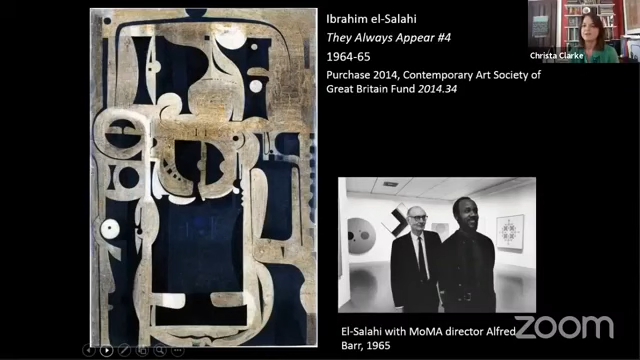 Ibrahim el-Salahi
They Always Appear #4
1964-65
Purchase 2014, Contemporary Art Society of
Great Britain Fund 2014.34
Christa Clarke
El-Salahi with MoMA director Alfred
Barr, 1965
zoom